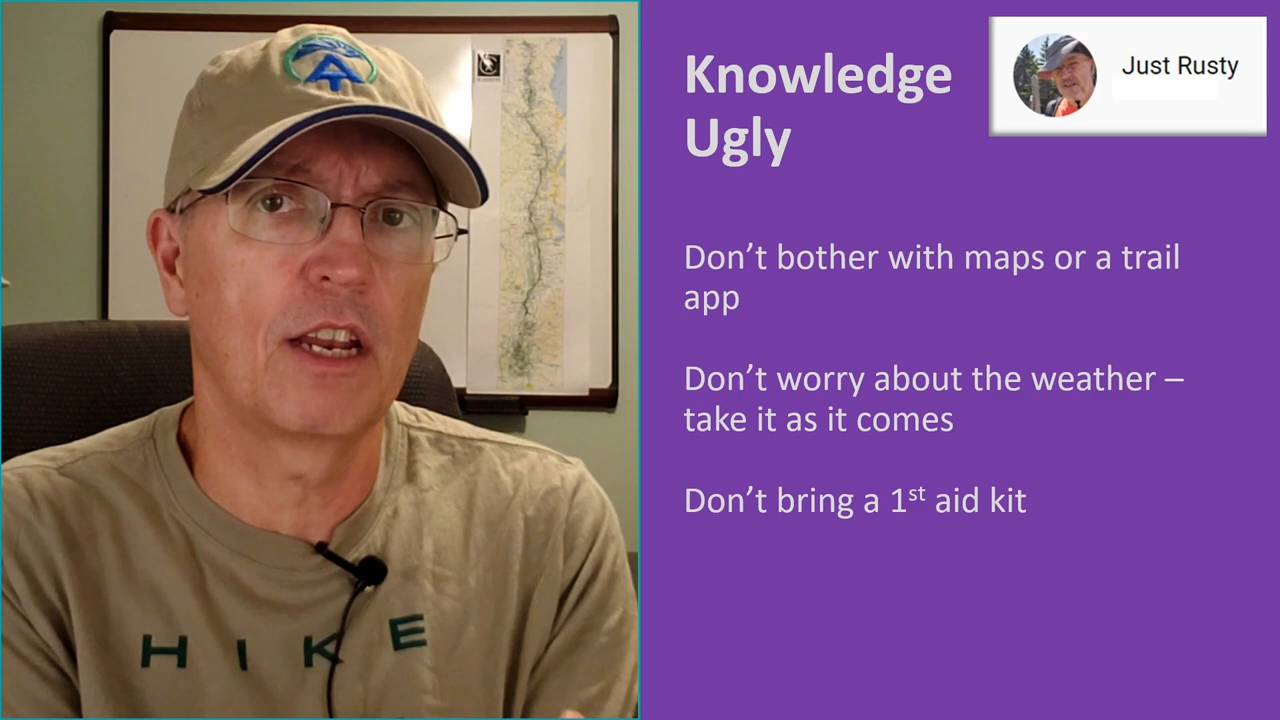 Knowledge
Ugly
Just Rusty
Don’t bother with maps or a trail
app
Don’t worry about the weather –
take it as it comes
Don’t bring a 1st aid kit
AT
HIKE